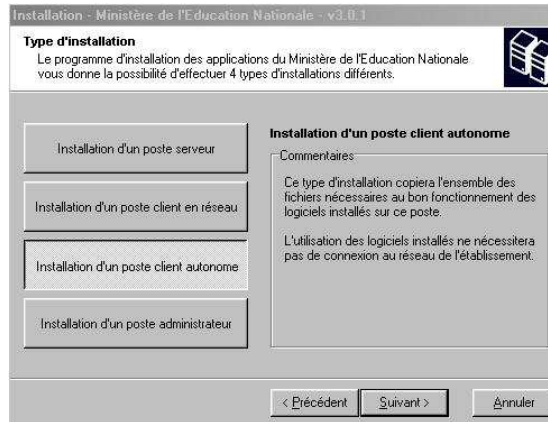 Installation - Ministère de l'Education Nationale - v3.0.1
Type d'installation
Le programme d'installation des applications du Ministère de l'Education Nationale
vous donne la possibilité d'effectuer 4 types d'installations différents.
Installation d'un poste serveur
Installation d'un poste client en réseau
Installation d'un poste client autonome
Installation d'un poste administrateur
Installation d'un poste client autonome
Commentaires
Ce type d'installation copiera l'ensemble des
fichiers nécessaires au bon fonctionnement des
logiciels installés sur ce poste.
L'utilisation des logiciels installés ne nécessitera
pas de connexion au réseau de l'établissement.
< Précédent
Suivant >
Annuler